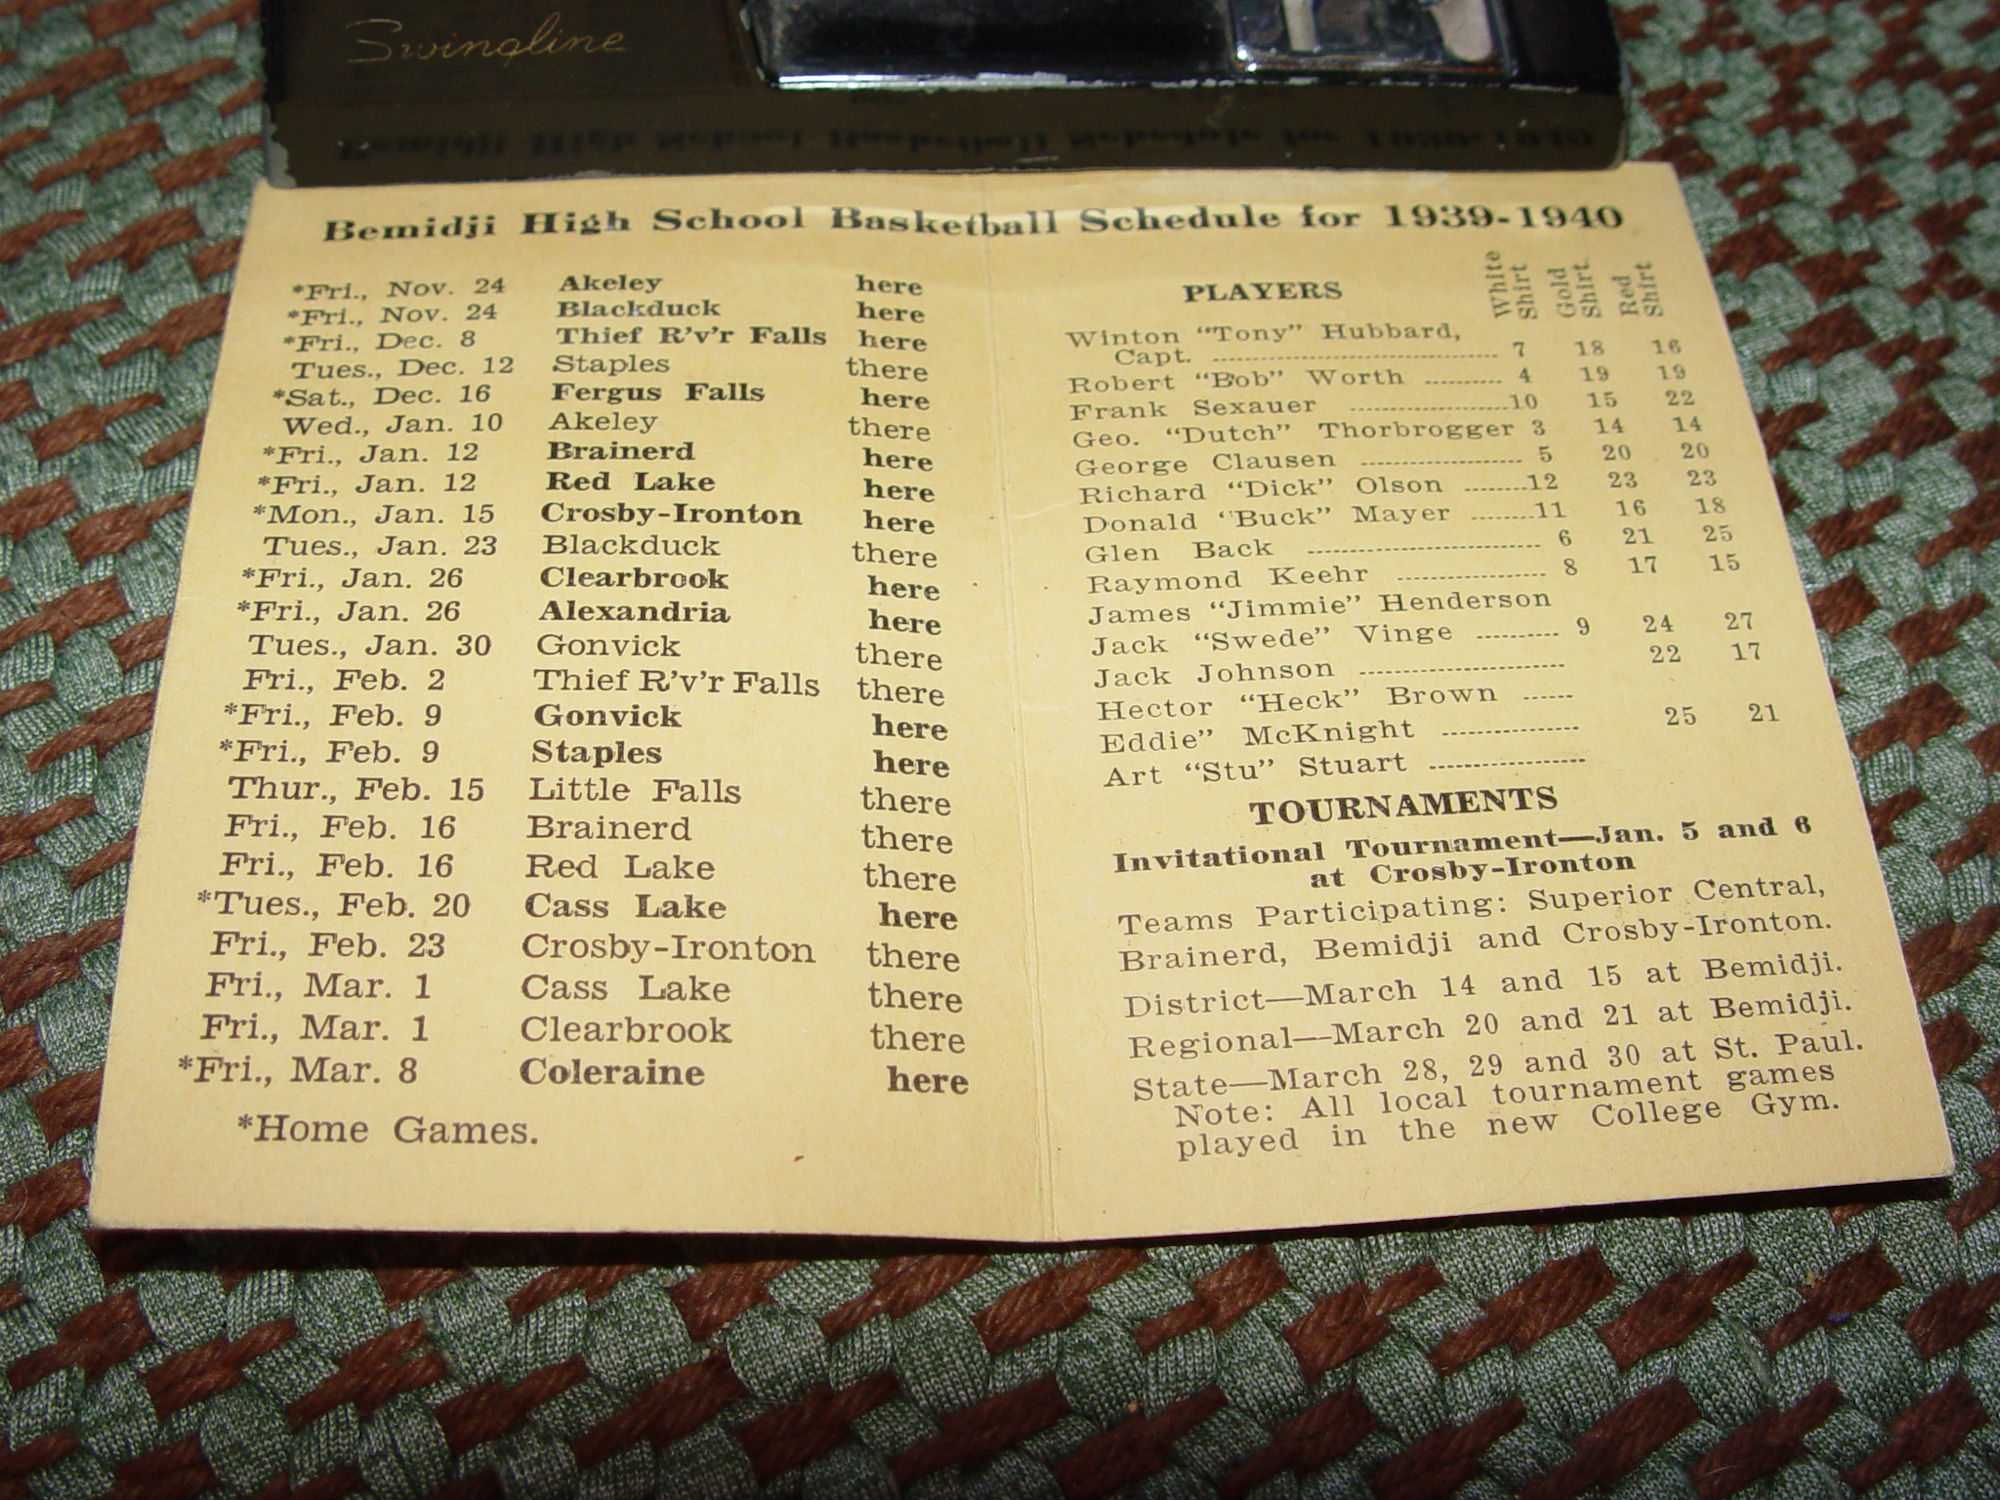 Swingline
Bemidji High School Basketball Schedule for 1939-1940
*Fri., Nov. 24 Akeley here
*Fri., Nov. 24 Blackduck here
*Fri., Dec. 8 Thief R'v'r Falls here
Tues., Dec. 12 Staples there
*Sat., Dec. 16 Fergus Falls here
Wed., Jan. 10 Akeley there
*Fri., Jan. 12 Brainerd here
*Fri., Jan. 12 Red Lake here
*Mon., Jan. 15 Crosby-Ironton here
Tues., Jan. 23 Blackduck there
*Fri., Jan. 26 Clearbrook here
*Fri., Jan. 26 Alexandria here
Tues., Jan. 30 Gonvick there
Fri., Feb. 2 Thief R'v'r Falls there
*Fri., Feb. 9 Gonvick here
*Fri., Feb. 9 Staples here
Thur., Feb. 15 Little Falls there
Fri., Feb. 16 Brainerd there
Fri., Feb. 16 Red Lake there
*Tues., Feb. 20 Cass Lake here
Fri., Feb. 23 Crosby-Ironton there
Fri., Mar. 1 Cass Lake there
Fri., Mar. 1 Clearbrook there
*Fri., Mar. 8 Coleraine here
*Home Games.
PLAYERS White Shirt Gold Shirt Red Shirt
Winton "Tony" Hubbard,
Capt. ........ 7 18 16
Robert "Bob" Worth ........ 4 19 19
Frank Sexauer ........ 10 15 22
Geo. "Dutch" Thorbrogger 3 14 14
George Clausen ........ 5 20 20
Richard "Dick" Olson ........ 12 23 23
Donald "Buck" Mayer ........ 11 16 18
Glen Back ........ 6 21 25
Raymond Keehr ........ 8 17 15
James "Jimmie" Henderson
Jack "Swede" Vinge ........ 9 24 27
Jack Johnson ........ 22 17
Hector "Heck" Brown ......
Eddie" McKnight ........ 25 21
Art "Stu" Stuart ........
TOURNAMENTS
Invitational Tournament—Jan. 5 and 6
at Crosby-Ironton
Teams Participating: Superior Central,
Brainerd, Bemidji and Crosby-Ironton.
District—March 14 and 15 at Bemidji.
Regional—March 20 and 21 at Bemidji.
State—March 28, 29 and 30 at St. Paul.
Note: All local tournament games
played in the new College Gym.